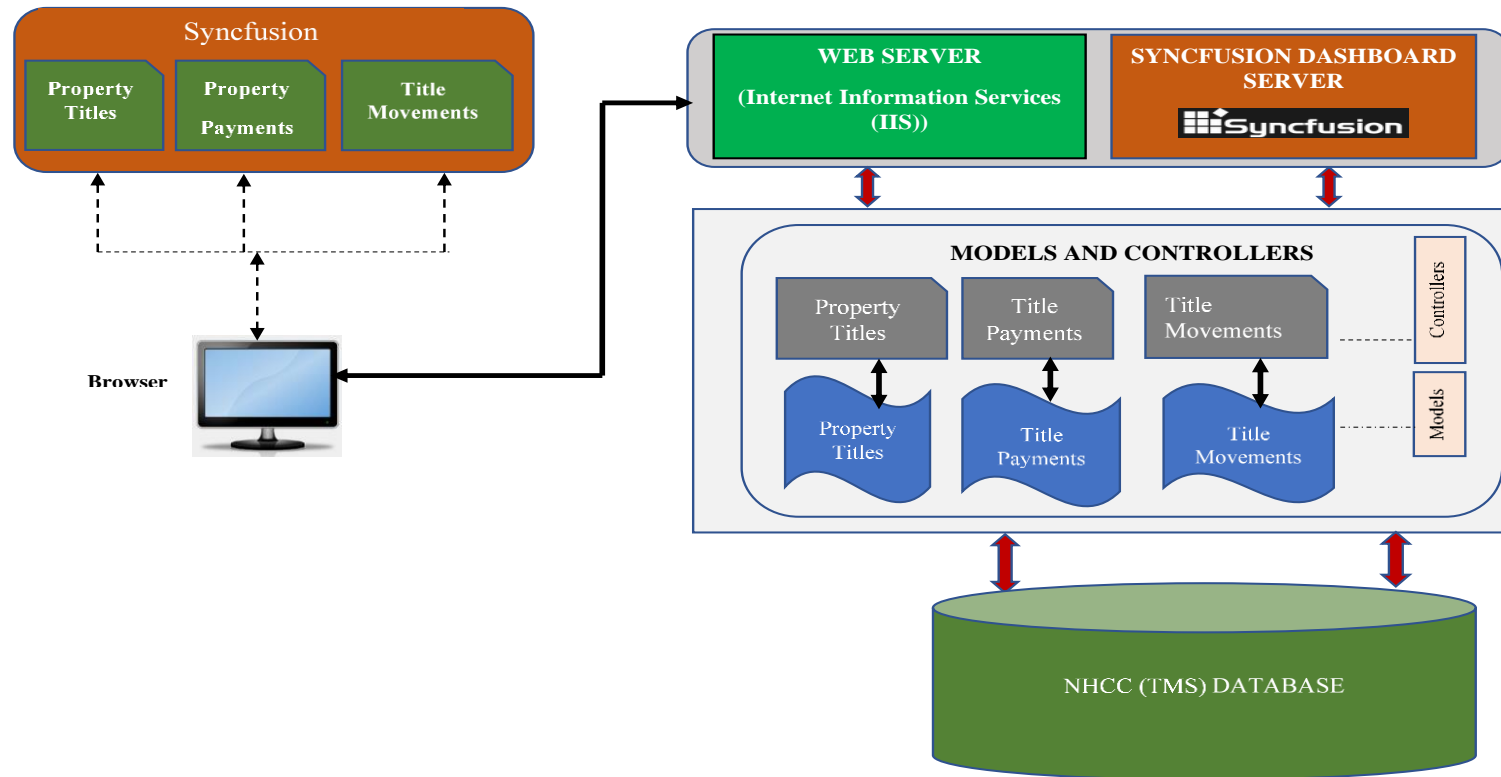 Syncfusion
Property
Titles
Property
Payments
Title
Movements
Browser
WEB SERVER
(Internet Information Services
(IIS))
SYNCFUSION DASHBOARD
SERVER
Syncfusion
MODELS AND CONTROLLERS
Property
Titles
Title
Payments
Title
Movements
Controllers
Property
Titles
Title
Payments
Title
Movements
Models
NHCC (TMS) DATABASE